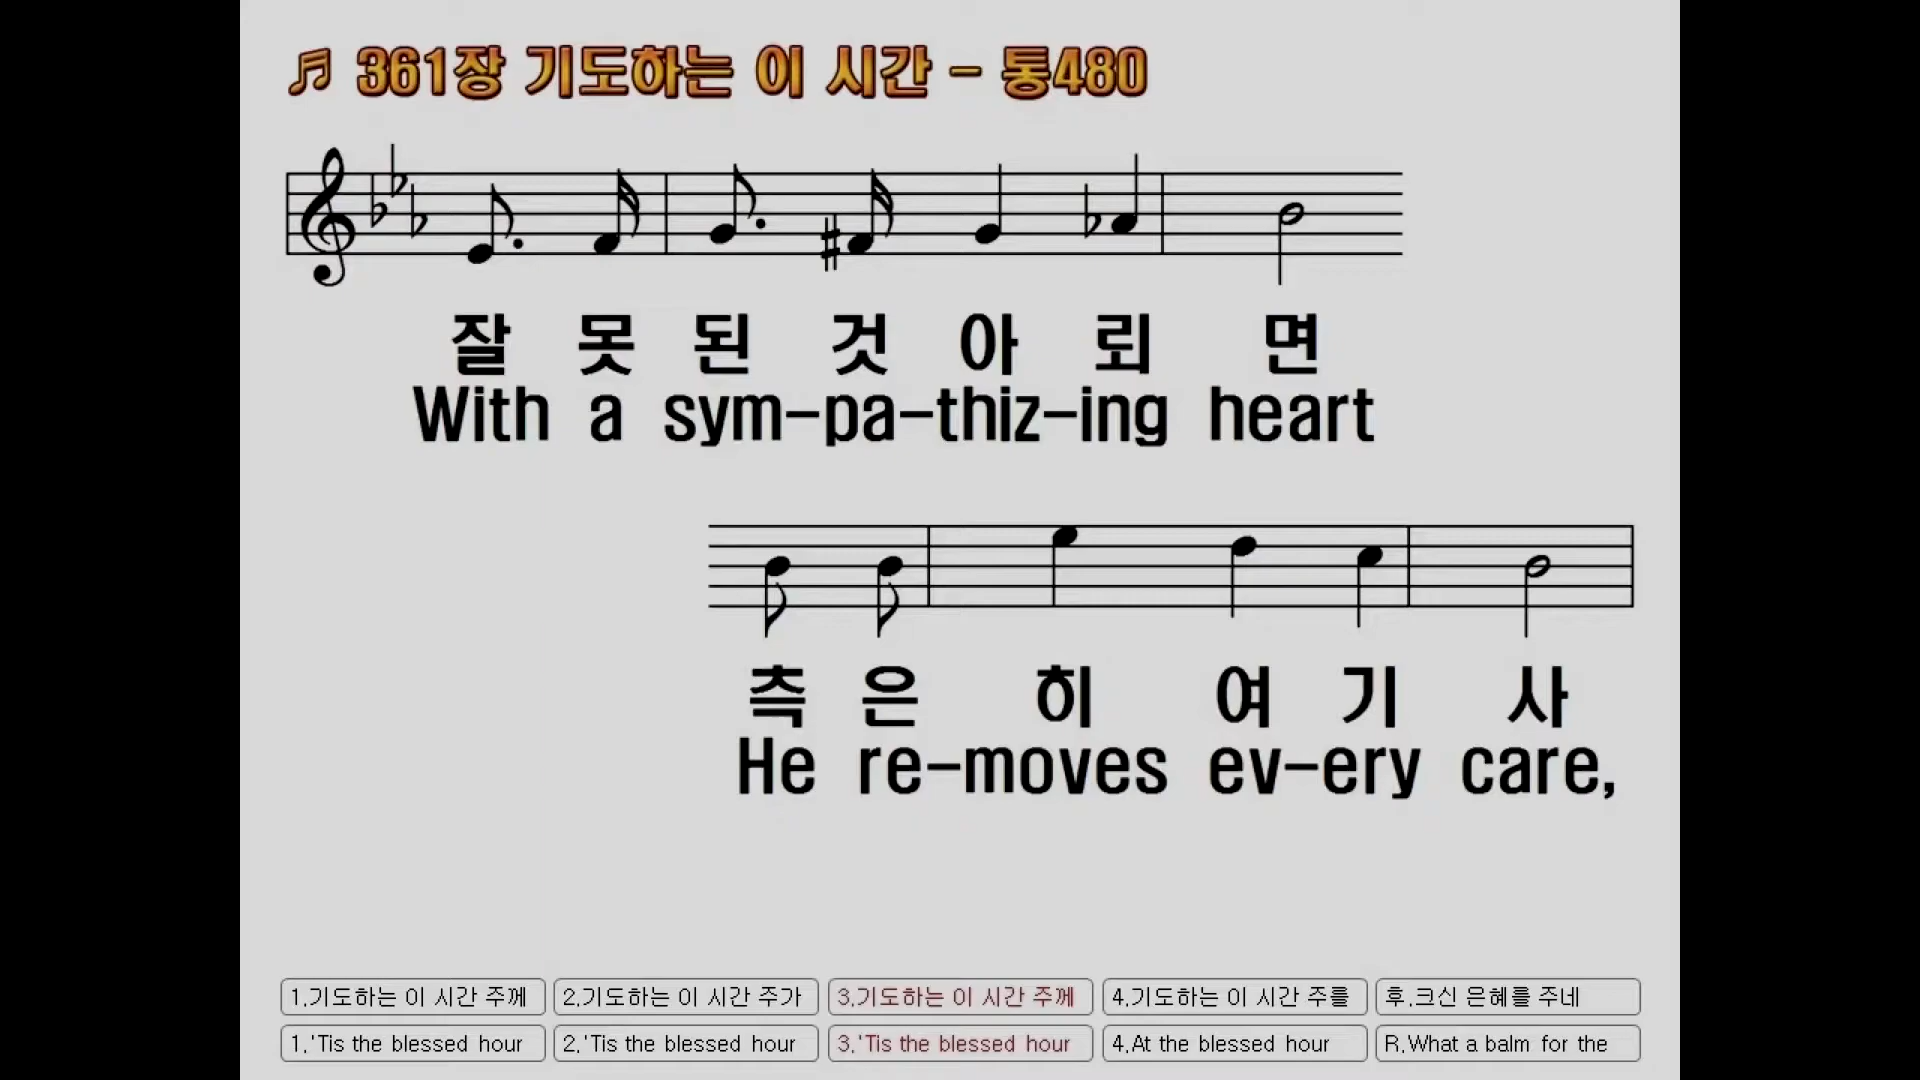 ♬ 361장 기도하는 이 시간 - 통480
잘 못 된 것 아 뢰 면
With a sym-pa-thiz-ing heart
측 은 히 여 기 사
He re-moves ev-ery care,
1.기도하는 이 시간 주께 2.기도하는 이 시간 주가 3.기도하는 이 시간 주께 4.기도하는 이 시간 주를 후.크신 은혜를 주네
1.'Tis the blessed hour 2.'Tis the blessed hour 3.'Tis the blessed hour 4.At the blessed hour R.What a balm for the